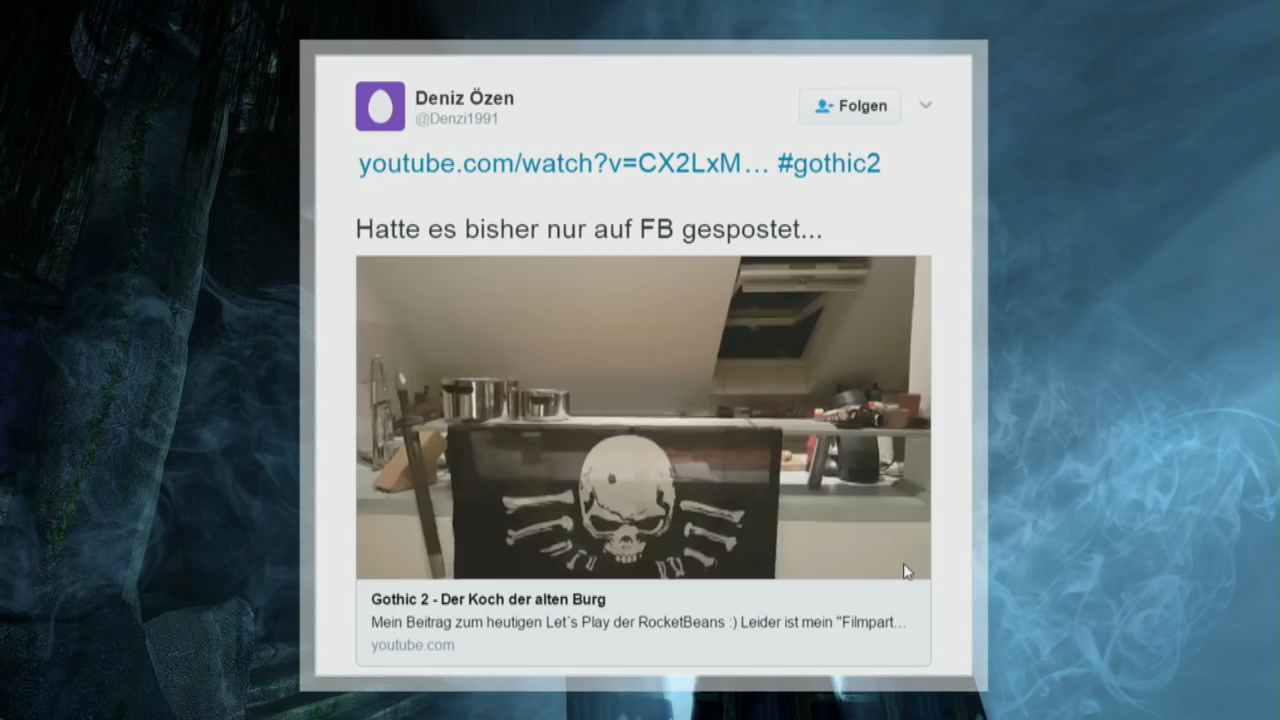 Deniz Özen
@Denzi1991
Folgen
youtube.com/watch?v=CX2LxM… #gothic2
Hatte es bisher nur auf FB gespostet...
Gothic 2 - Der Koch der alten Burg
Mein Beitrag zum heutigen Let´s Play der RocketBeans :) Leider ist mein "Filmpart…
youtube.com